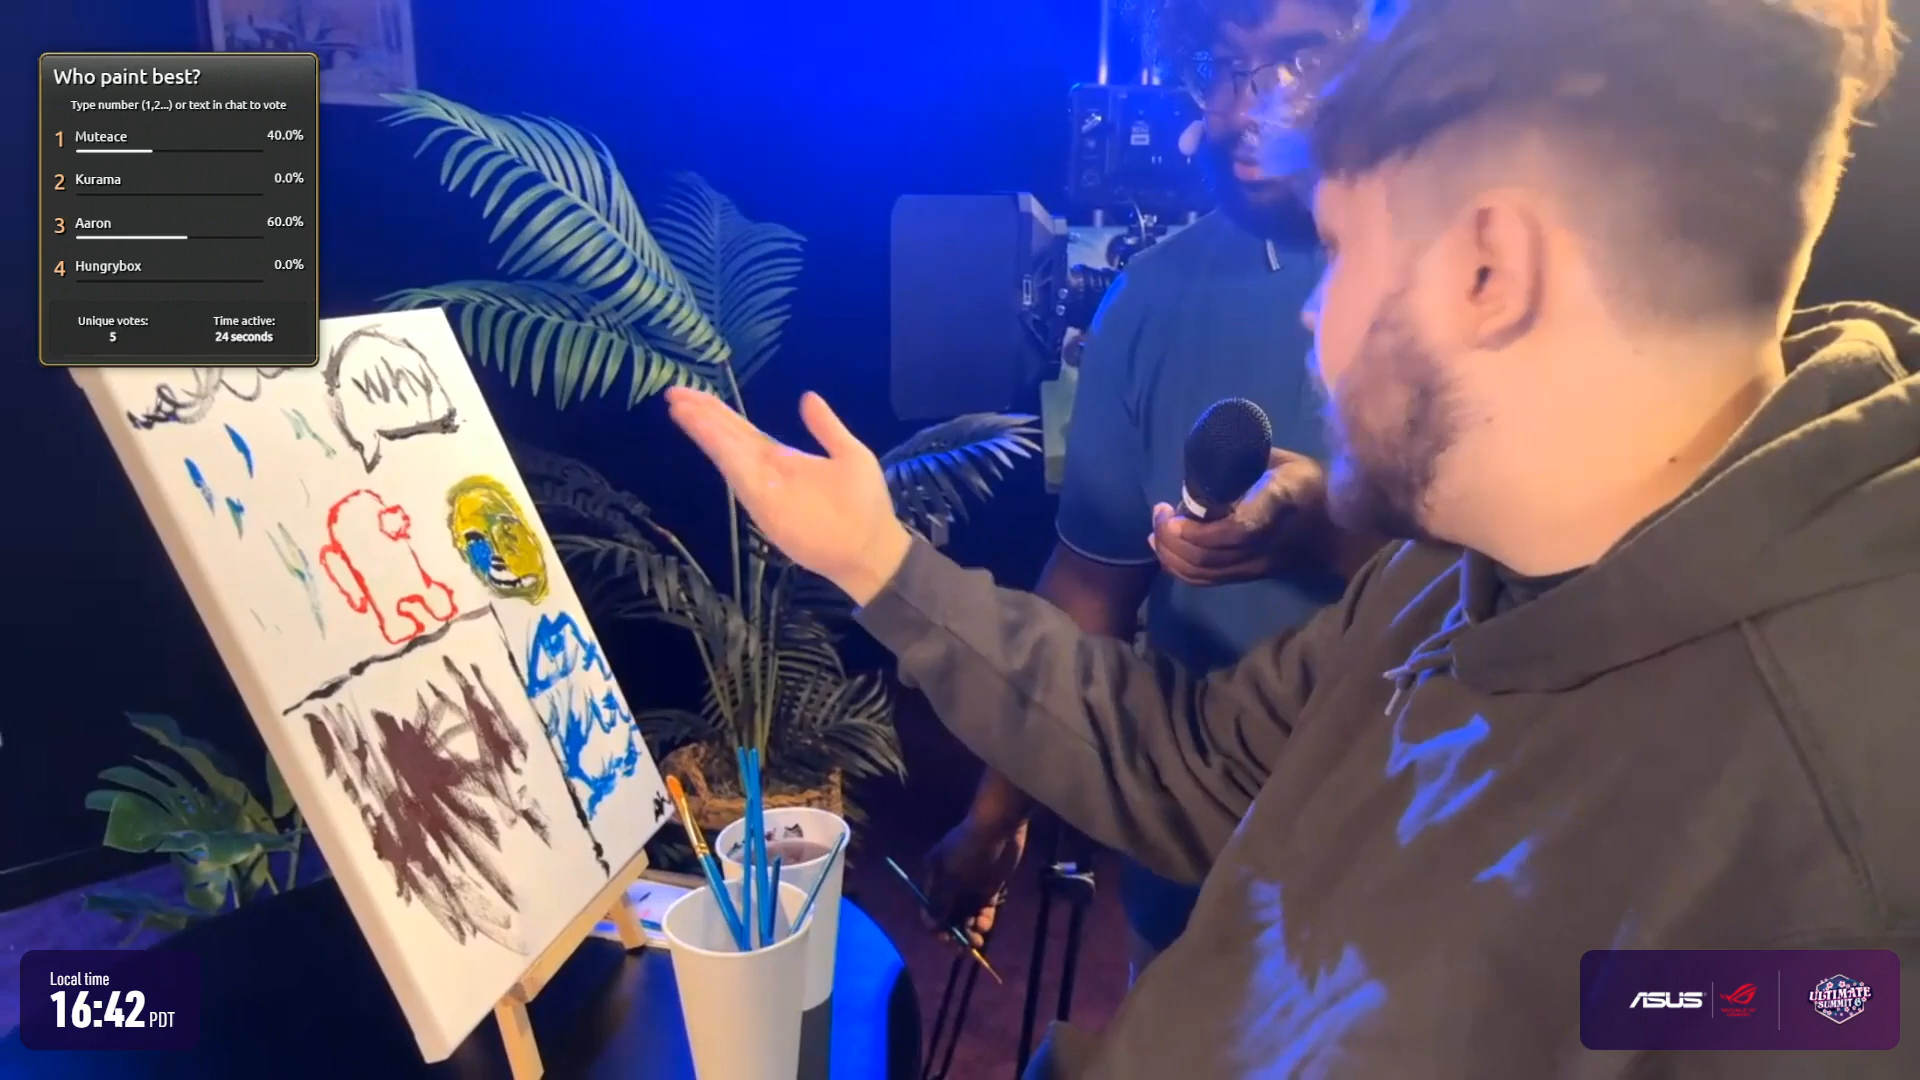 Who paint best?
Type number (1,2...) or text in chat to vote
1 Muteace 40.0%
2 Kurama 0.0%
3 Aaron 60.0%
4 Hungrybox 0.0%
Unique votes: Time active:
5 24 seconds
why
Local time
16:42 PDT
ASUS
ULTIMATE
SUMMIT